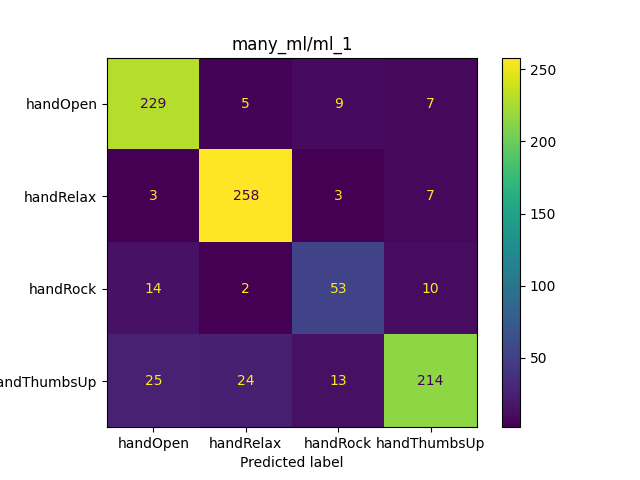 many_ml/ml_1
handOpen 229 5 9 7
handRelax 3 258 3 7
handRock 14 2 53 10
andThumbsUp 25 24 13 214
handOpen handRelax handRock handThumbsUp
Predicted label
250
200
150
100
50